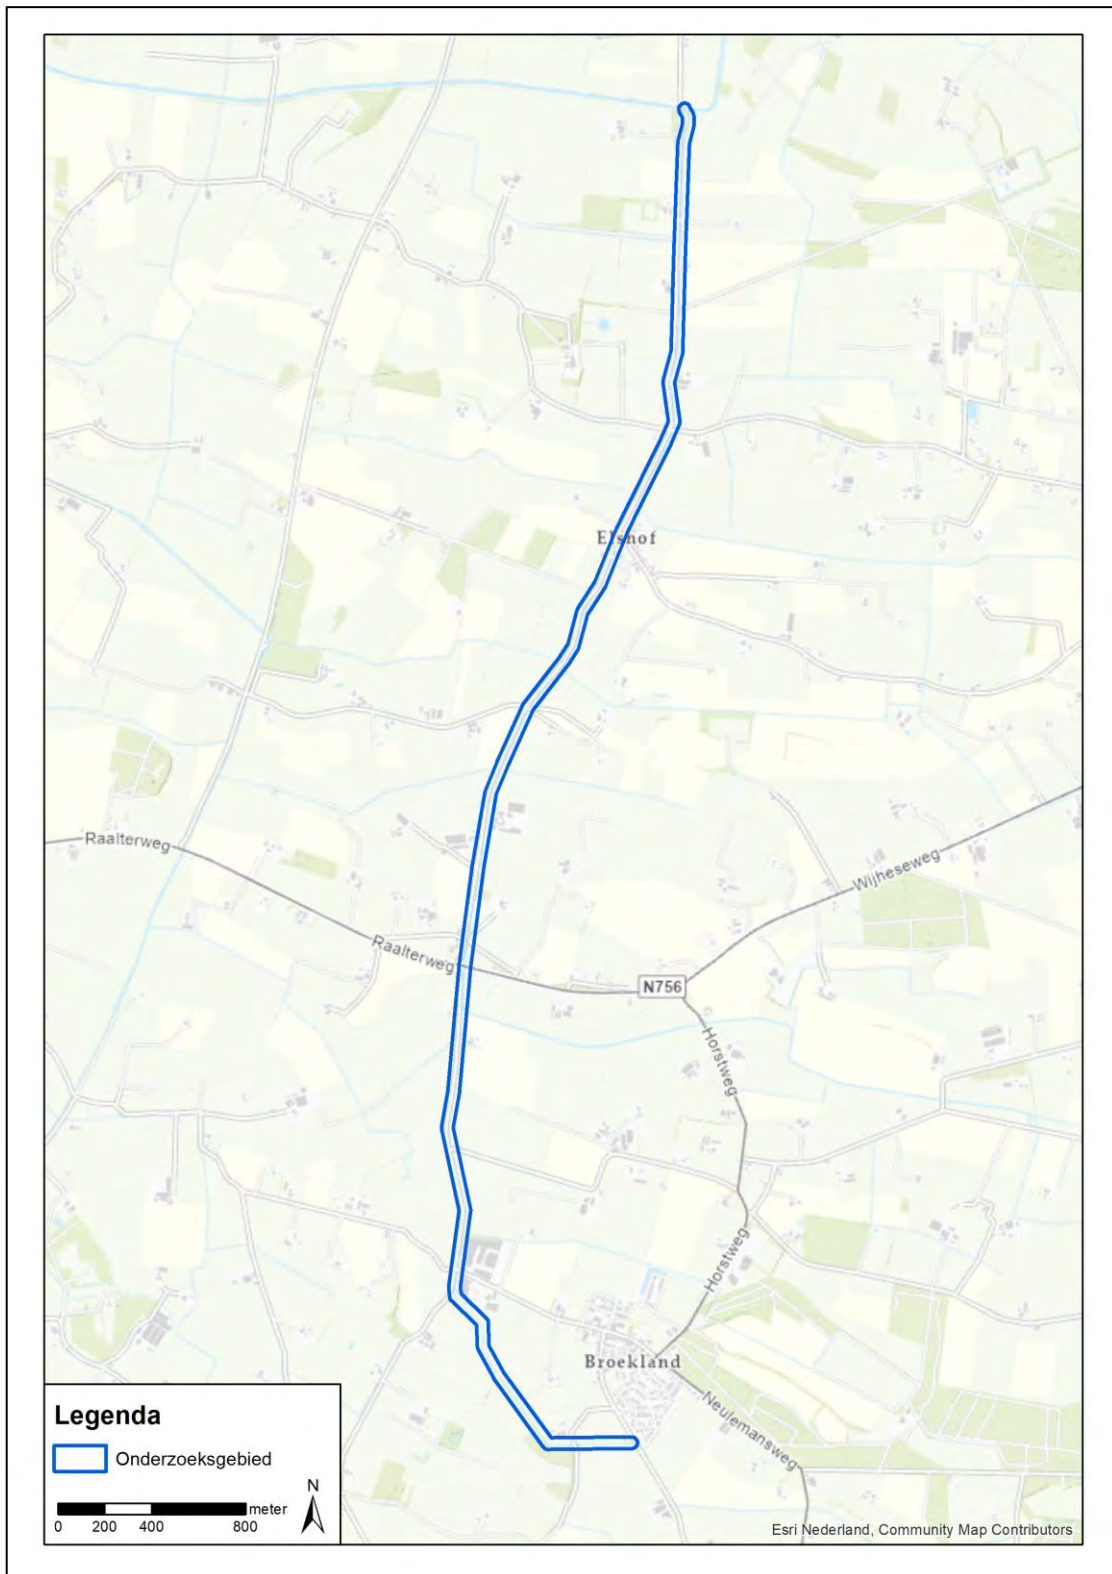 Elshof
Raalterweg
Wijheseweg
Raalterweg
N756
Horstweg
Horstweg
Broekland
Neulemansweg
Legenda
Onderzoeksgebied
N
meter
0 200 400 800
Esri Nederland, Community Map Contributors